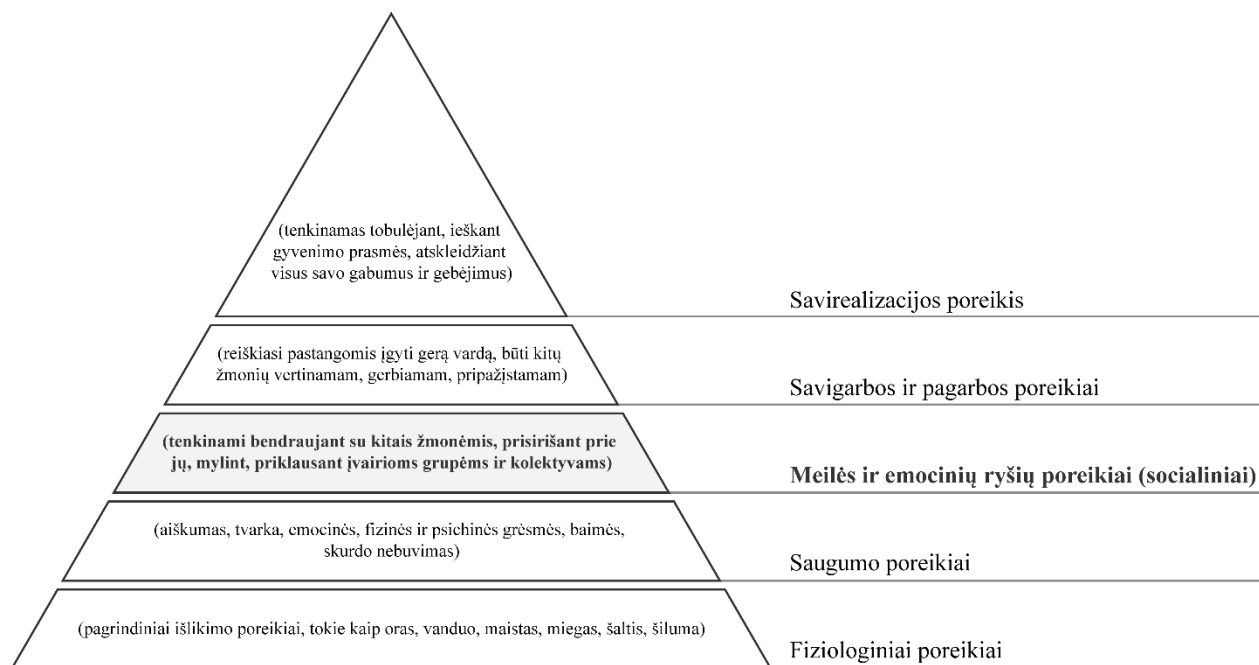 (tenkinamas tobulėjant, ieškant
gyvenimo prasmės, atskleidžiant
visus savo gabumus ir gebėjimus)
Savirealizacijos poreikis
(reiškiasi pastangomis įgyti gerą vardą, būti kitų
žmonių vertinamam, gerbiamam, pripažįstamam)
Savigarbos ir pagarbos poreikiai
(tenkinami bendraujant su kitais žmonėmis, prisirišant prie
jų, mylint, priklausant įvairioms grupėms ir kolektyvams)
Meilės ir emocinių ryšių poreikiai (socialiniai)
(aiškumas, tvarka, emocinės, fizinės ir psichinės grėsmės, baimės,
skurdo nebuvimas)
Saugumo poreikiai
(pagrindiniai išlikimo poreikiai, tokie kaip oras, vanduo, maistas, miegas, šaltis, šiluma)
Fiziologiniai poreikiai